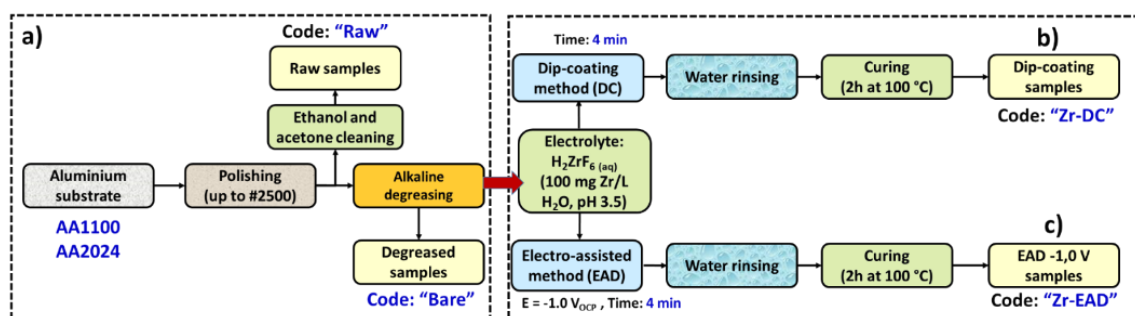 a)
Code: "Raw"
Raw samples
Ethanol and
acetone cleaning
Aluminium
substrate
AA1100
AA2024
Polishing
(up to #2500)
Alkaline
degreasing
Degreased
samples
Code: "Bare"
b)
Time: 4 min
Dip-coating
method (DC)
Water rinsing
Curing
(2h at 100 °C)
Dip-coating
samples
Code: "Zr-DC"
Electrolyte:
H₂ZrF₆ (aq)
(100 mg Zr/L
H₂O, pH 3.5)
c)
Electro-assisted
method (EAD)
E = -1.0 VOCP , Time: 4 min
Water rinsing
Curing
(2h at 100 °C)
EAD -1,0 V
samples
Code: "Zr-EAD"